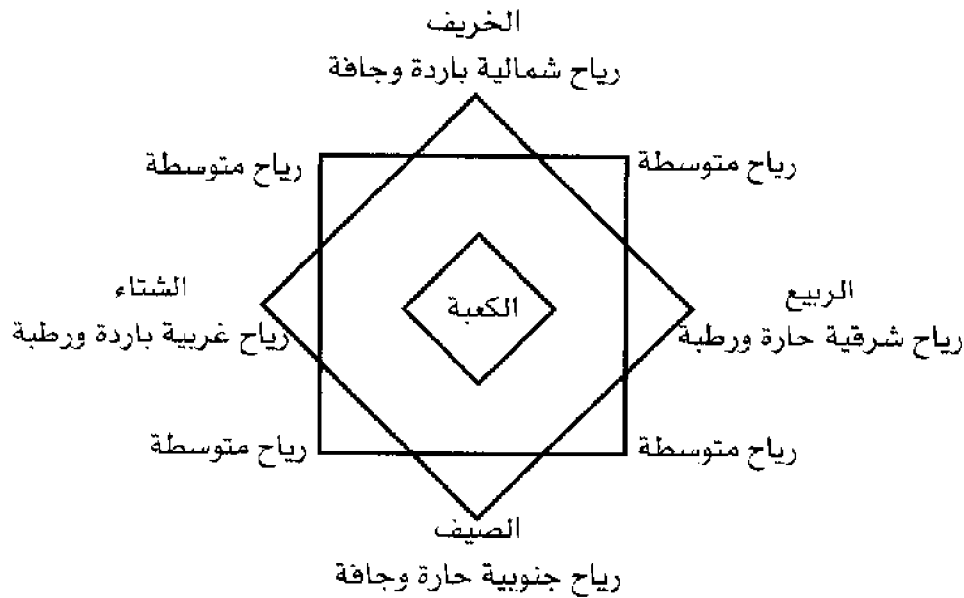 الخريف
رياح شمالية باردة وجافة
رياح متوسطة
رياح متوسطة
الربيع
رياح شرقية حارة ورطبة
الكعبة
الشتاء
رياح غربية باردة ورطبة
رياح متوسطة
رياح متوسطة
الصيف
رياح جنوبية حارة وجافة